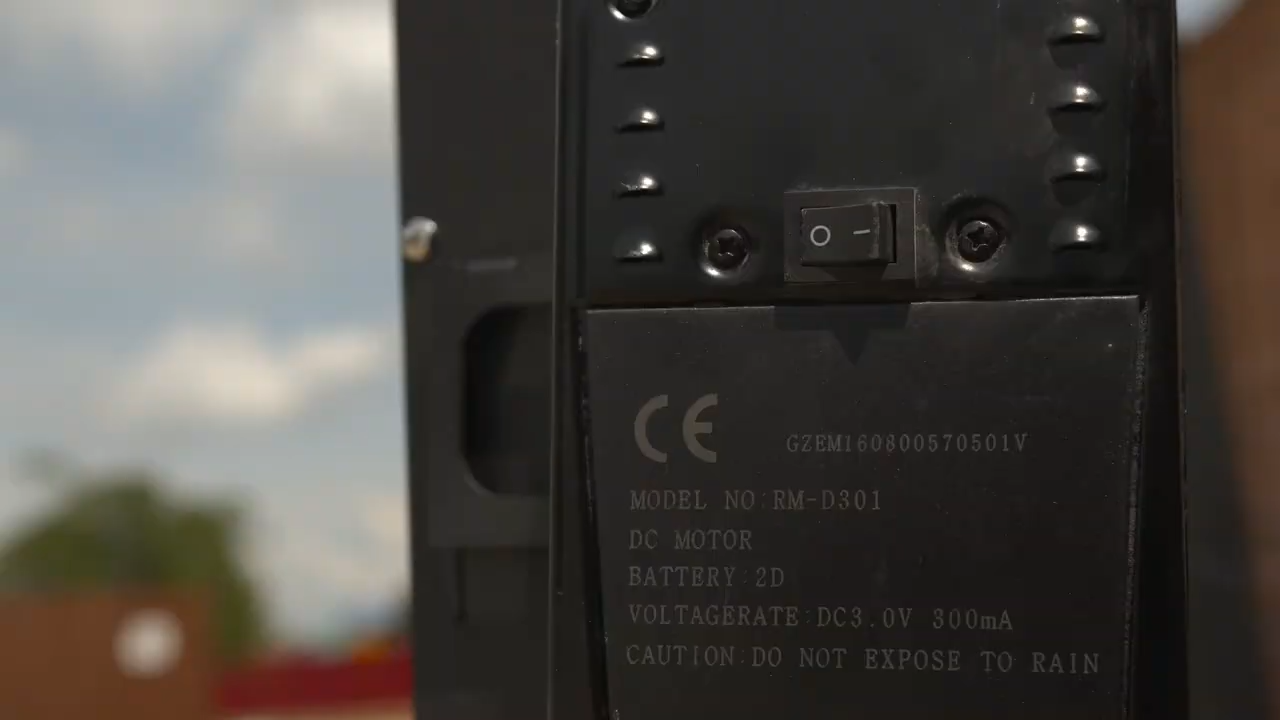 O I
CE
GZEM160800570501V
MODEL NO:RM-D301
DC MOTOR
BATTERY:2D
VOLTAGERATE:DC3.0V 300mA
CAUTION:DO NOT EXPOSE TO RAIN